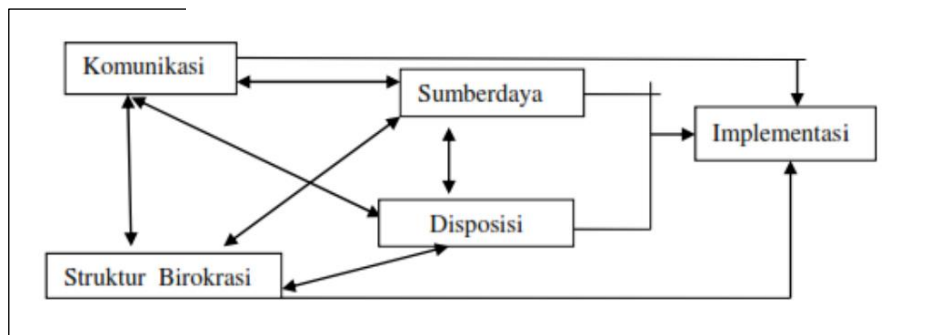 Komunikasi
Sumberdaya
Implementasi
Disposisi
Struktur Birokrasi